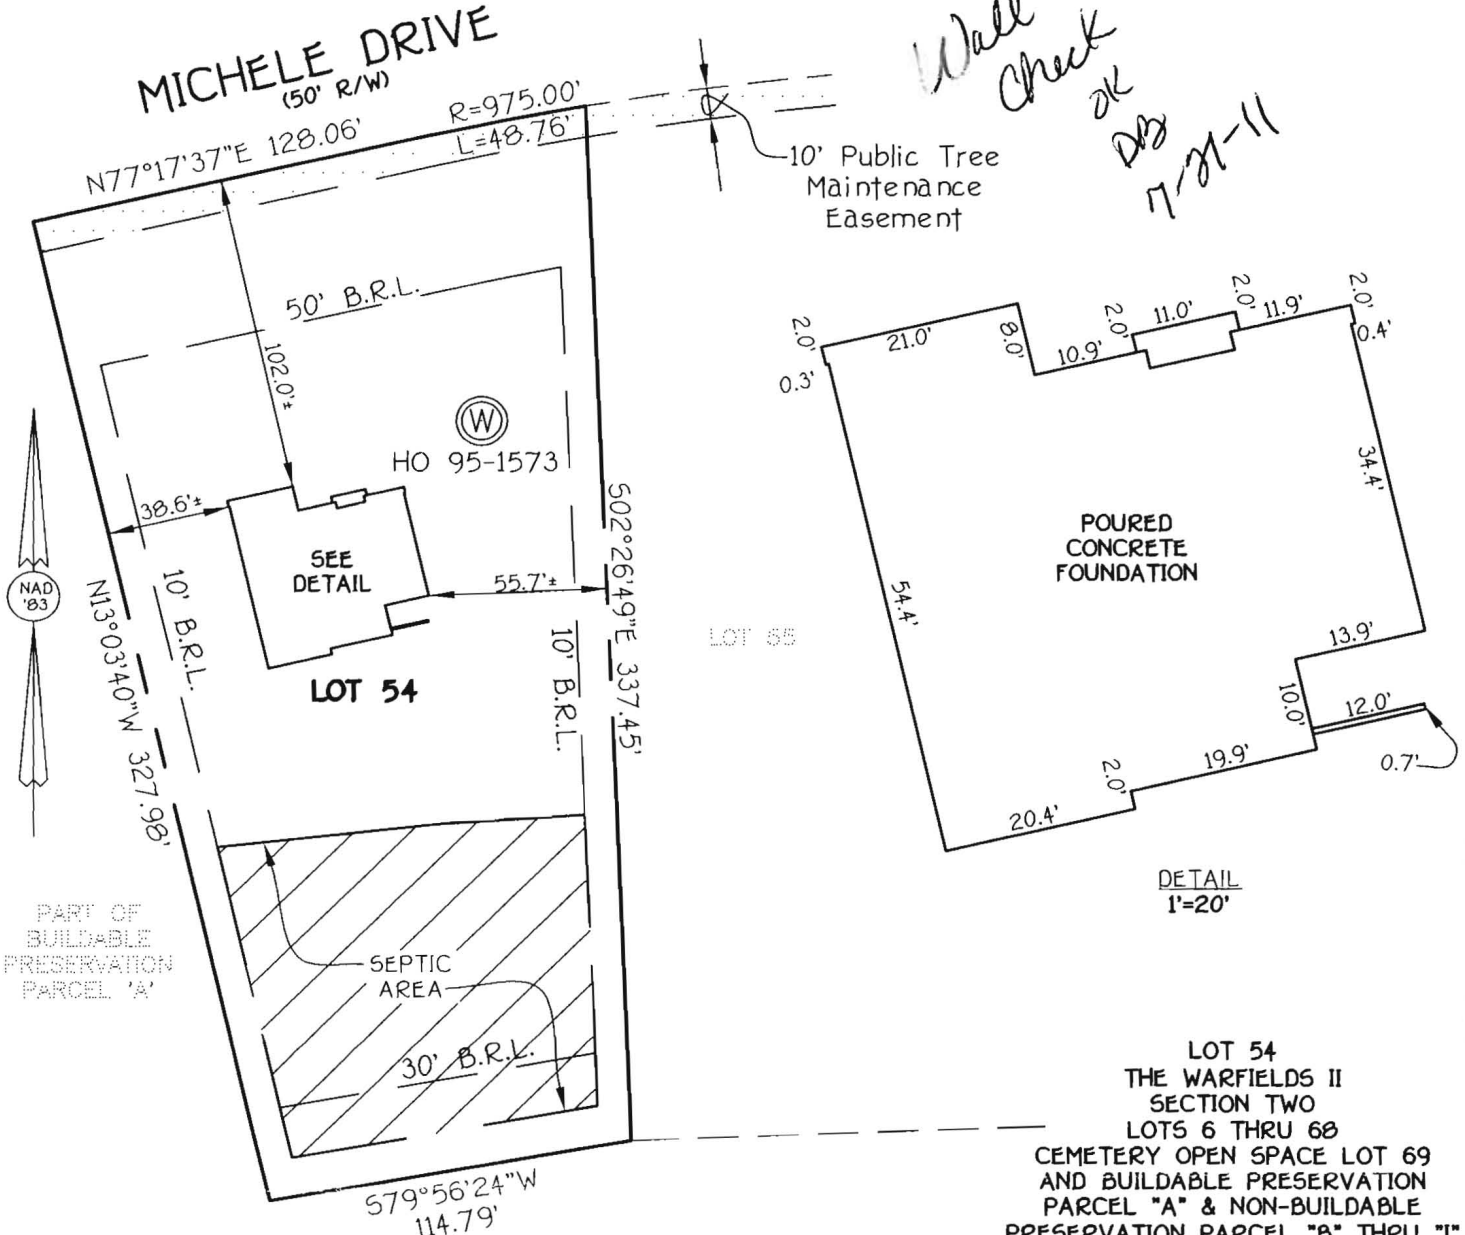 MICHELE DRIVE
(50' R/W)
N77°17'37"E 128.06'
R=975.00'
L=48.76'
Wall
Check
OK
DB
10' Public Tree
Maintenance
Easement
50' B.R.L.
102.0'±
W
HO 95-1573
38.6'±
SEE
DETAIL
55.7'±
NAD
'83
N13°03'40"W 327.98'
10' B.R.L.
S02°26'49"E 337.45'
10' B.R.L.
LOT 54
LOT 65
PART OF
BUILDABLE
PRESERVATION
PARCEL 'A'
SEPTIC
AREA
30' B.R.L.
S79°56'24"W
114.79'
2.0'
0.3'
21.0'
8.0'
10.9'
2.0'
11.0'
2.0'
11.9'
2.0'
0.4'
34.4'
POURED
CONCRETE
FOUNDATION
54.4'
13.9'
10.0'
12.0'
0.7'
19.9'
2.0'
20.4'
DETAIL
1'=20'
LOT 54
THE WARFIELDS II
SECTION TWO
LOTS 6 THRU 68
CEMETERY OPEN SPACE LOT 69
AND BUILDABLE PRESERVATION
PARCEL "A" & NON-BUILDABLE
PRESERVATION PARCEL "B" THRU "I"